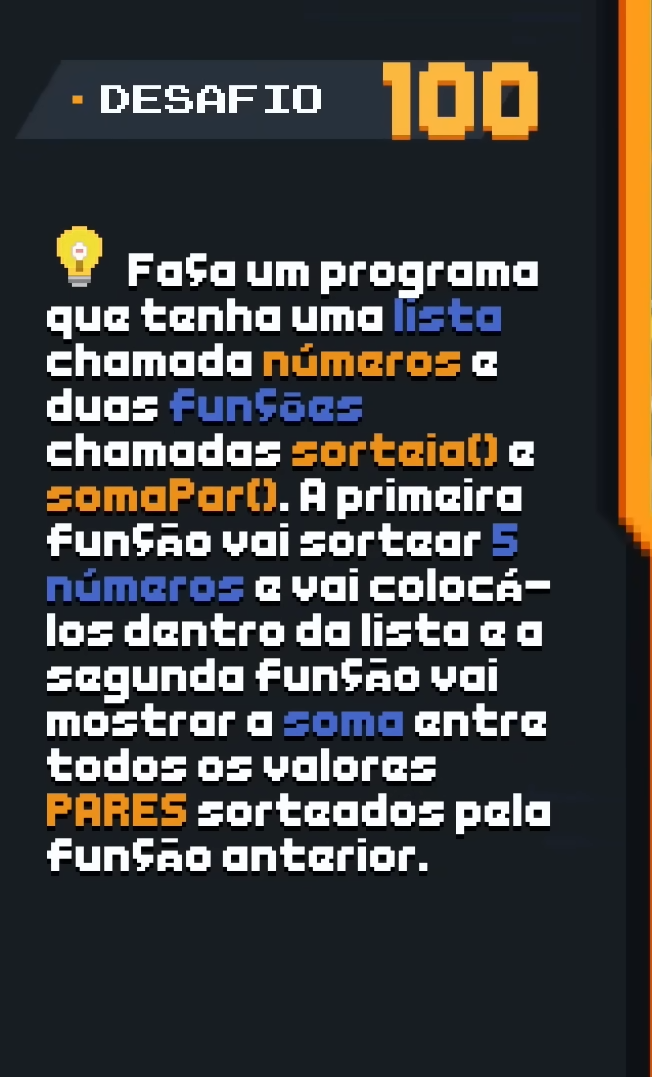 DESAFIO 100
Faça um programa
que tenha uma lista
chamada números e
duas funções
chamadas sorteia() e
somaPar(). A primeira
função vai sortear 5
números e vai colocá-
los dentro da lista e a
segunda função vai
mostrar a soma entre
todos os valores
PARES sorteados pela
função anterior.